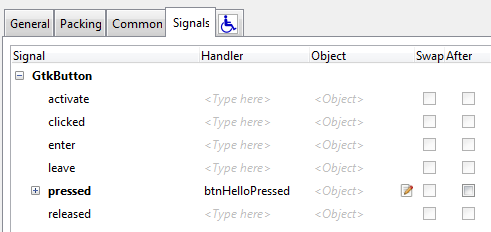 General Packing Common Signals
Signal Handler Object Swap After
GtkButton
activate <Type here> <Object>
clicked <Type here> <Object>
enter <Type here> <Object>
leave <Type here> <Object>
pressed btnHelloPressed <Object>
released <Type here> <Object>